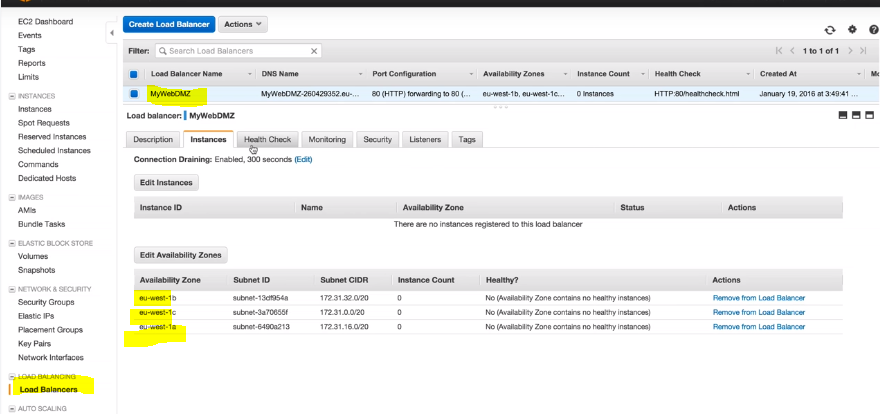 EC2 Dashboard
Events
Tags
Reports
Limits
INSTANCES
Instances
Spot Requests
Reserved Instances
Scheduled Instances
Commands
Dedicated Hosts
IMAGES
AMIs
Bundle Tasks
ELASTIC BLOCK STORE
Volumes
Snapshots
NETWORK & SECURITY
Security Groups
Elastic IPs
Placement Groups
Key Pairs
Network Interfaces
LOAD BALANCING
Load Balancers
AUTO SCALING
Create Load Balancer Actions
Filter: Search Load Balancers X 1 to 1 of 1
Load Balancer Name DNS Name Port Configuration Availability Zones Instance Count Health Check Created At Mo
MyWebDMZ MyWebDMZ-260429352.eu-... 80 (HTTP) forwarding to 80 (... eu-west-1b, eu-west-1c... 0 Instances HTTP:80/healthcheck.html January 19, 2016 at 3:49:41 ...
Load balancer: MyWebDMZ
Description Instances Health Check Monitoring Security Listeners Tags
Connection Draining: Enabled, 300 seconds (Edit)
Edit Instances
Instance ID Name Availability Zone Status Actions
There are no instances registered to this load balancer
Edit Availability Zones
Availability Zone Subnet ID Subnet CIDR Instance Count Healthy? Actions
eu-west-1b subnet-13df954a 172.31.32.0/20 0 No (Availability Zone contains no healthy instances) Remove from Load Balancer
eu-west-1c subnet-3a70655f 172.31.0.0/20 0 No (Availability Zone contains no healthy instances) Remove from Load Balancer
eu-west-1a subnet-6490a213 172.31.16.0/20 0 No (Availability Zone contains no healthy instances) Remove from Load Balancer